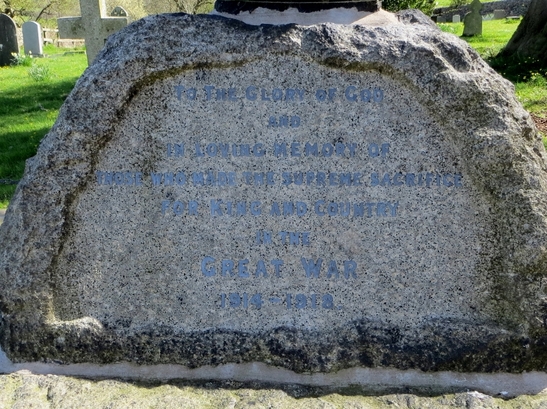 To The Glory of God
and
in loving memory of
those who made the supreme sacrifice
for King and Country
in the
Great War
1914-1918.